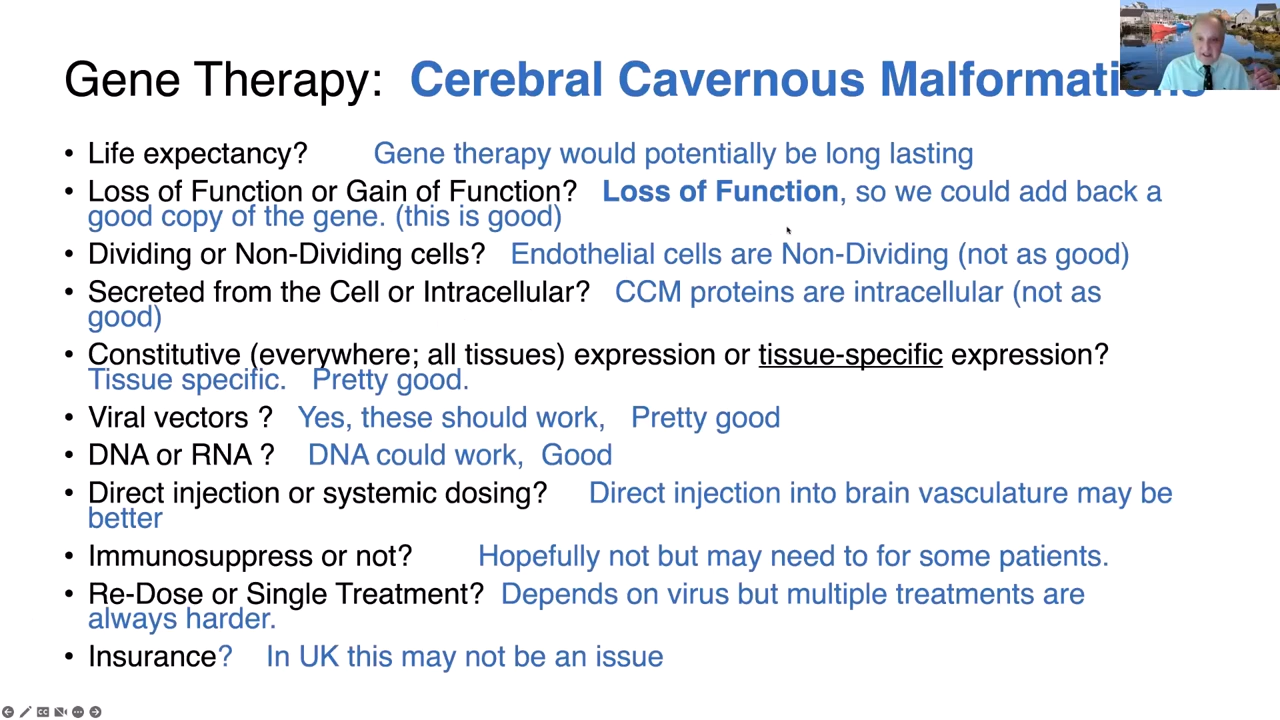 Gene Therapy: Cerebral Cavernous Malformations
• Life expectancy? Gene therapy would potentially be long lasting
• Loss of Function or Gain of Function? Loss of Function, so we could add back a
good copy of the gene. (this is good)
• Dividing or Non-Dividing cells? Endothelial cells are Non-Dividing (not as good)
• Secreted from the Cell or Intracellular? CCM proteins are intracellular (not as
good)
• Constitutive (everywhere; all tissues) expression or tissue-specific expression?
Tissue specific. Pretty good.
• Viral vectors ? Yes, these should work, Pretty good
• DNA or RNA ? DNA could work, Good
• Direct injection or systemic dosing? Direct injection into brain vasculature may be
better
• Immunosuppress or not? Hopefully not but may need to for some patients.
• Re-Dose or Single Treatment? Depends on virus but multiple treatments are
always harder.
• Insurance? In UK this may not be an issue